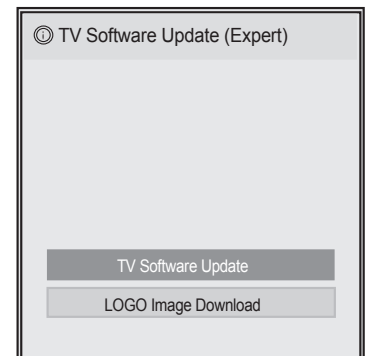 ⓘ TV Software Update (Expert)
TV Software Update
LOGO Image Download